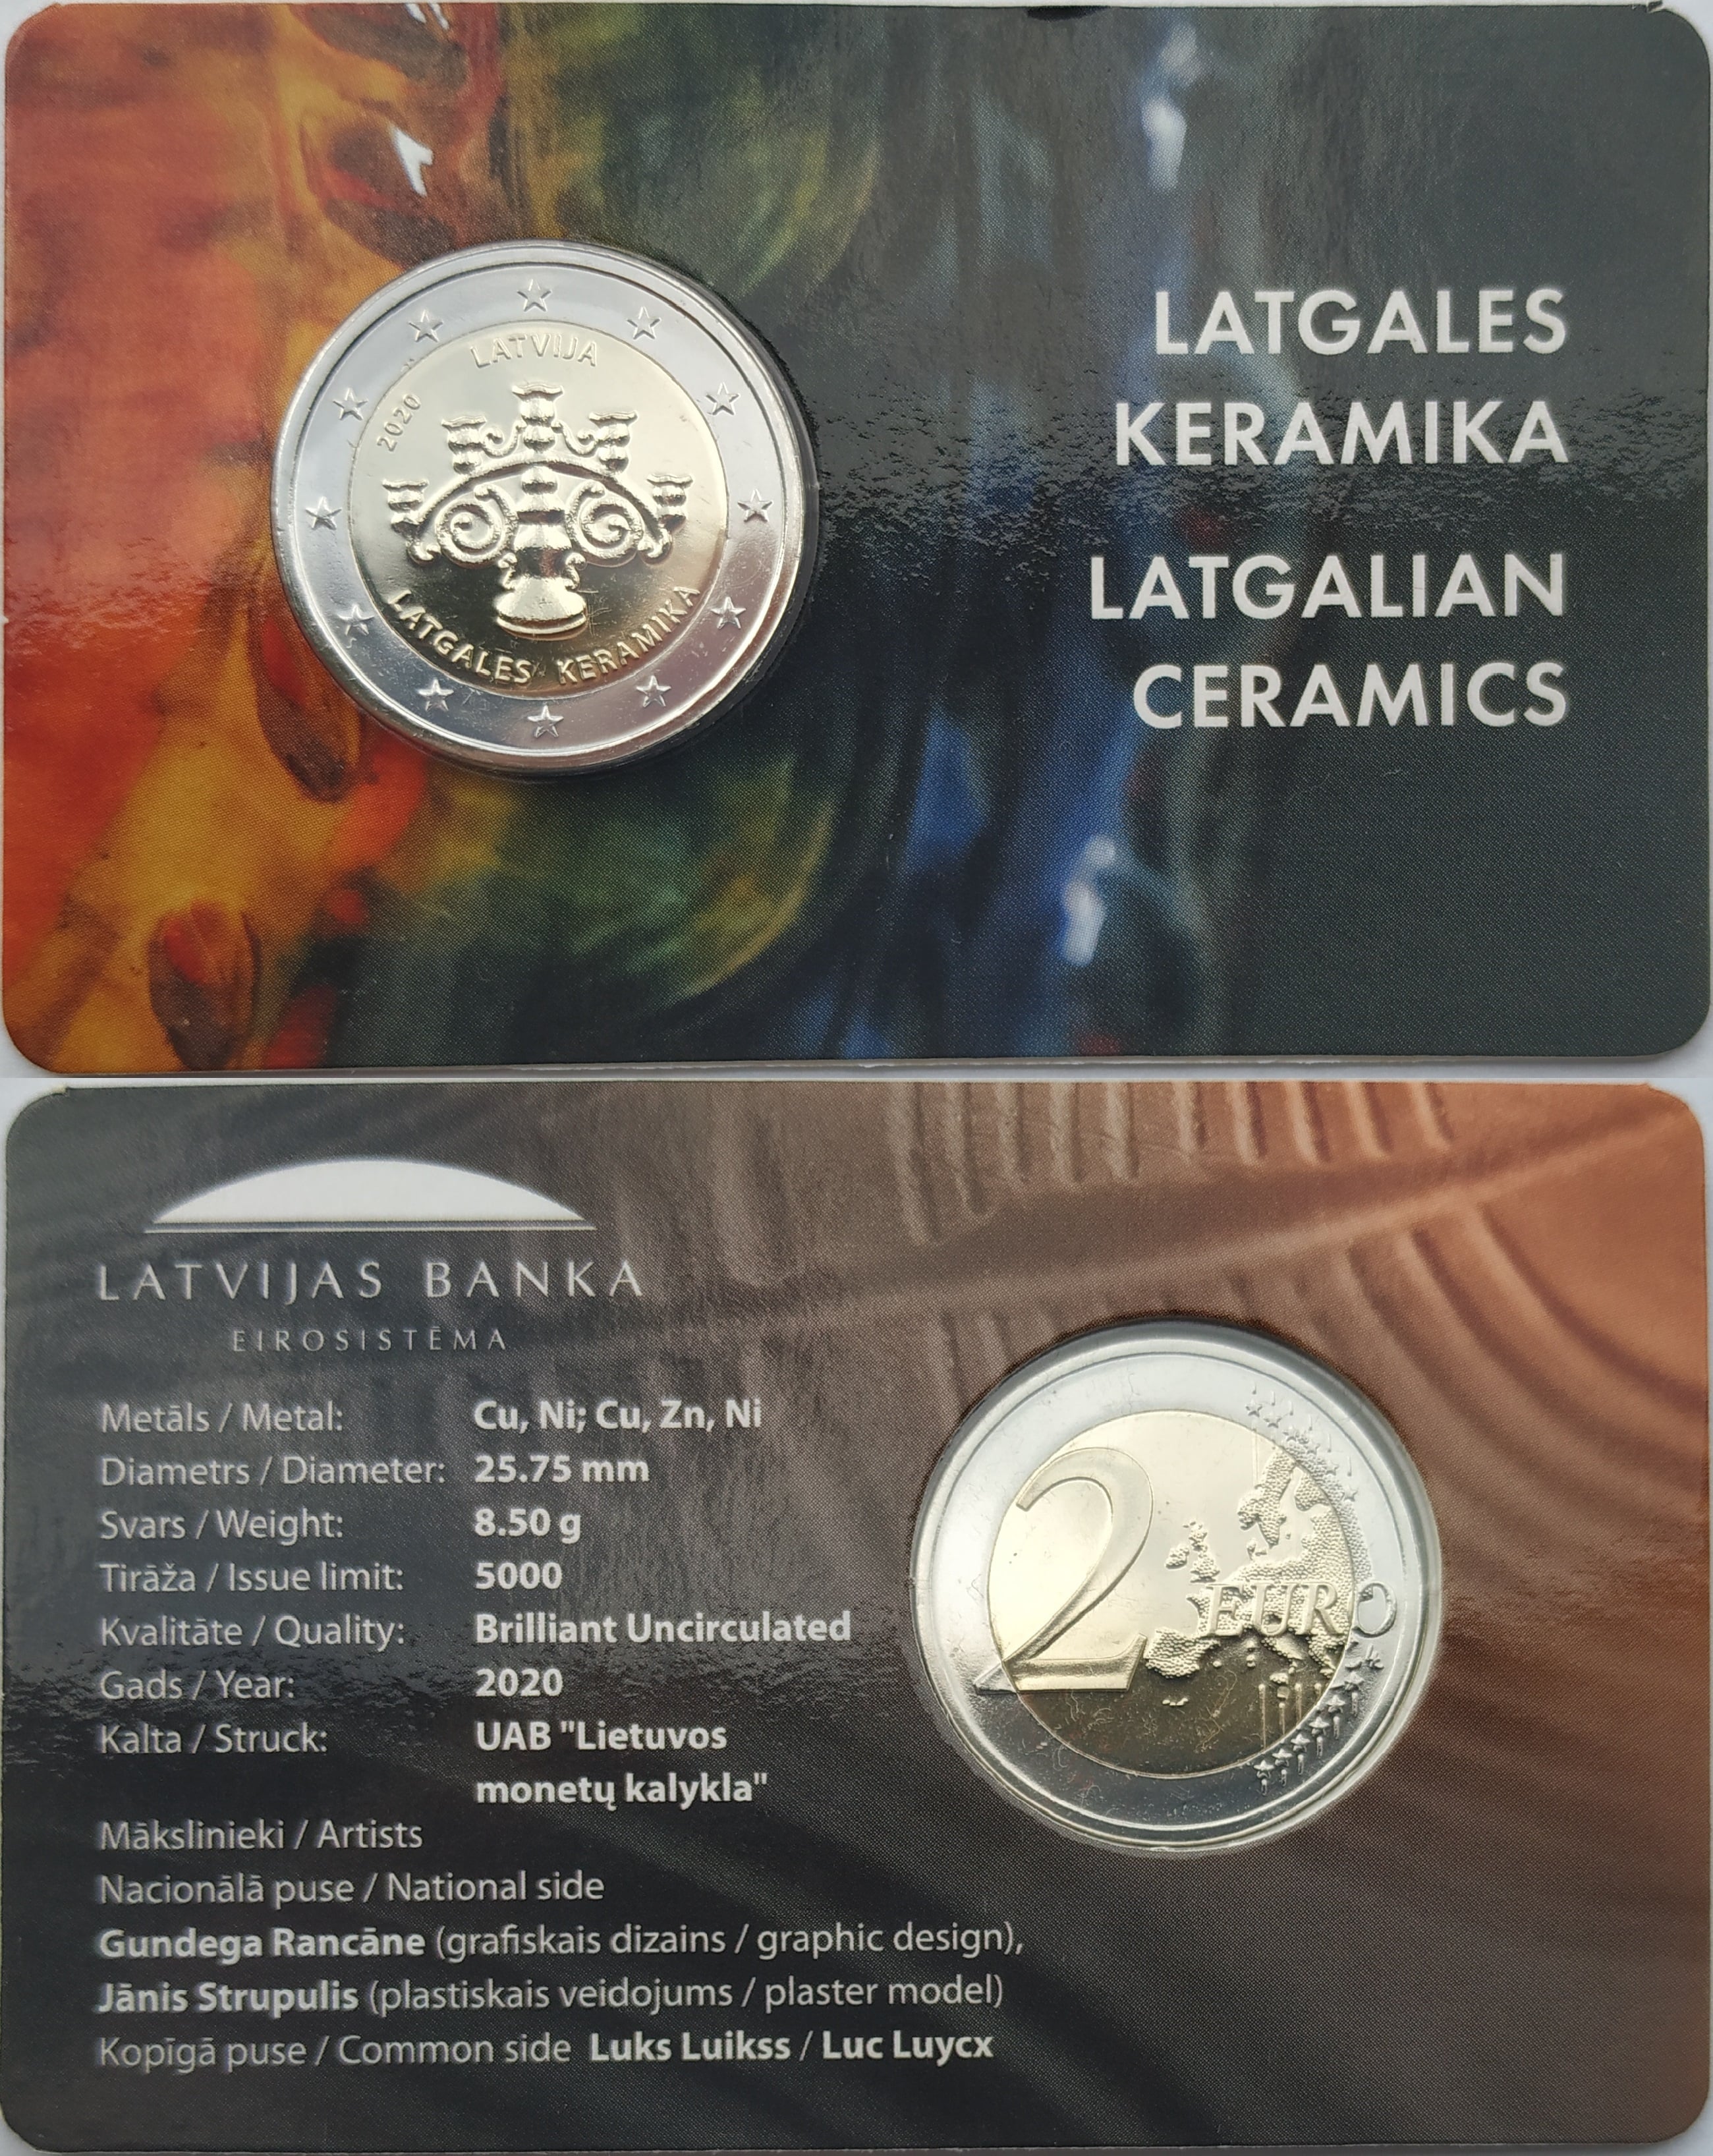 LATVIJA
2020
LATGALES KERAMIKA
LATGALES
KERAMIKA
LATGALIAN
CERAMICS
LATVIJAS BANKA
EIROSISTĒMA
Metāls / Metal: Cu, Ni; Cu, Zn, Ni
Diametrs / Diameter: 25.75 mm
Svars / Weight: 8.50 g
Tirāža / Issue limit: 5000
Kvalitāte / Quality: Brilliant Uncirculated
Gads / Year: 2020
Kalta / Struck: UAB "Lietuvos
monetų kalykla"
Mākslinieki / Artists
Nacionālā puse / National side
Gundega Rancāne (grafiskais dizains / graphic design),
Jānis Strupulis (plastiskais veidojums / plaster model)
Kopīgā puse / Common side Luks Luikss / Luc Luycx
2 EURO